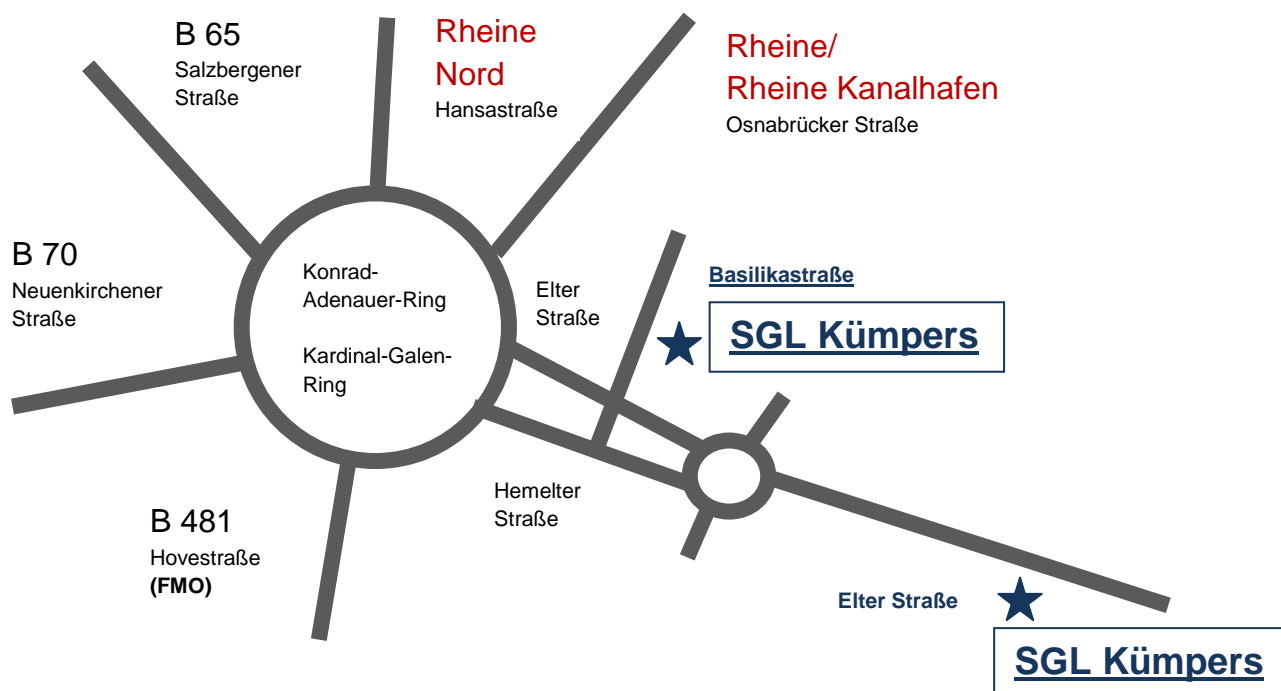 B 65
Salzbergener
Straße
Rheine
Nord
Hansastraße
Rheine/
Rheine Kanalhafen
Osnabrücker Straße
B 70
Neuenkirchener
Straße
Konrad-
Adenauer-Ring
Kardinal-Galen-
Ring
Elter
Straße
Basilikastraße
SGL Kümpers
Hemelter
Straße
B 481
Hovestraße
(FMO)
Elter Straße
SGL Kümpers